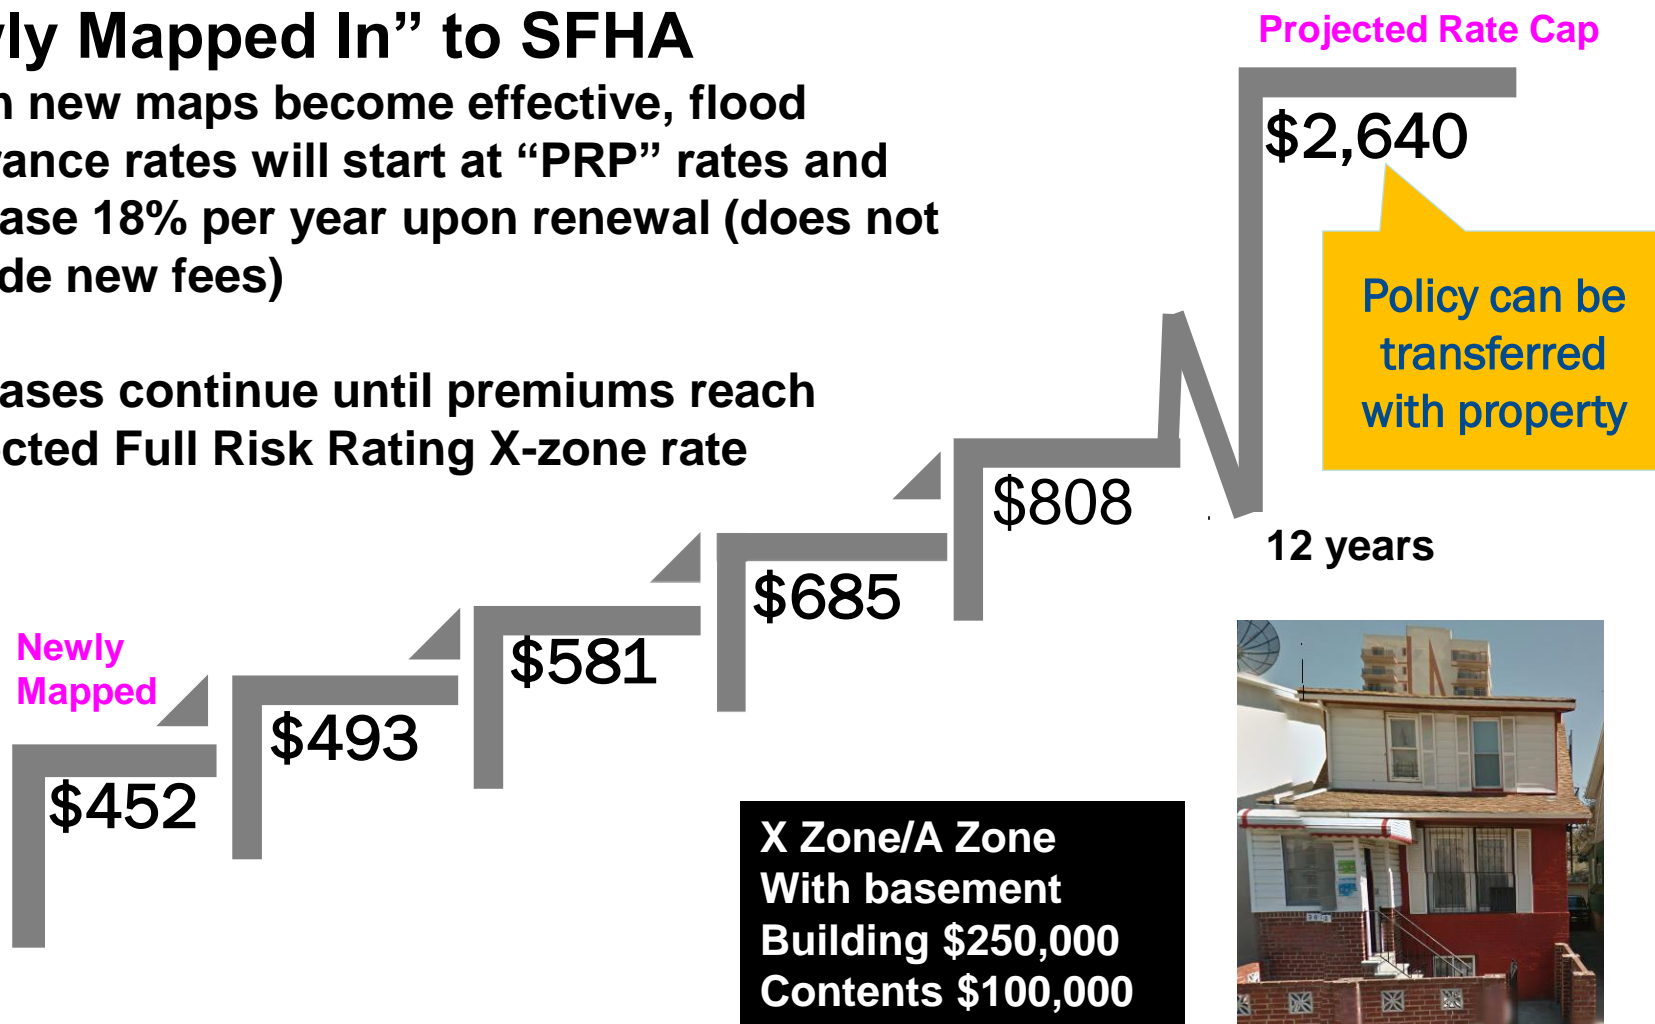 ly Mapped In” to SFHA
new maps become effective, flood
rance rates will start at “PRP” rates and
ase 18% per year upon renewal (does not
de new fees)
ases continue until premiums reach
cted Full Risk Rating X-zone rate
Projected Rate Cap
$2,640
Policy can be
transferred
with property
12 years
$808
$685
$581
$493
Newly
Mapped
$452
X Zone/A Zone
With basement
Building $250,000
Contents $100,000